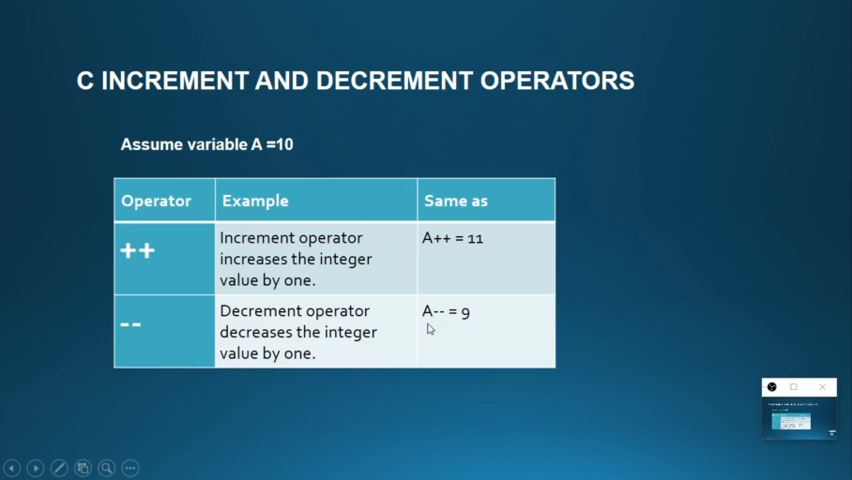 C INCREMENT AND DECREMENT OPERATORS
Assume variable A =10
Operator Example Same as
++ Increment operator A++ = 11
increases the integer
value by one.
-- Decrement operator A-- = 9
decreases the integer
value by one.